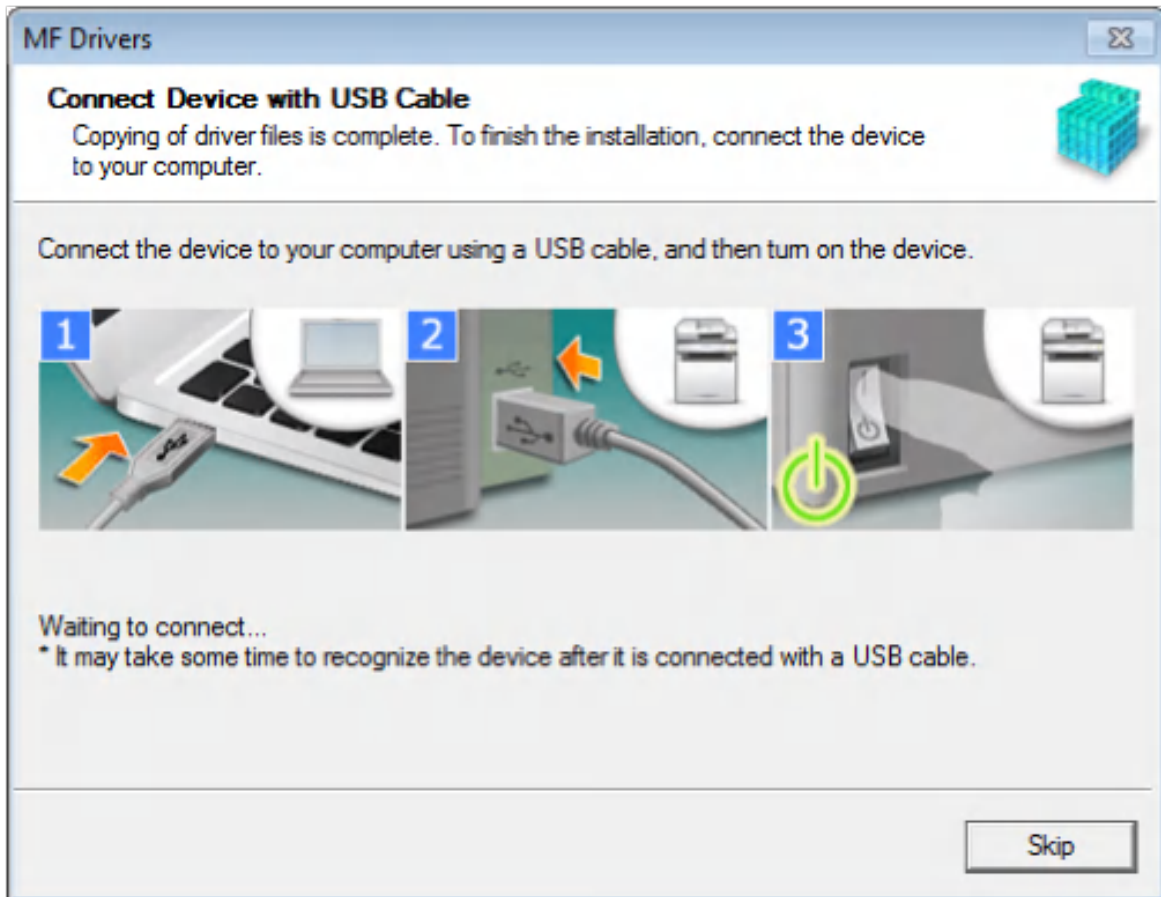 MF Drivers
Connect Device with USB Cable
Copying of driver files is complete. To finish the installation, connect the device
to your computer.
Connect the device to your computer using a USB cable, and then turn on the device.
1
2
3
Waiting to connect...
* It may take some time to recognize the device after it is connected with a USB cable.
Skip